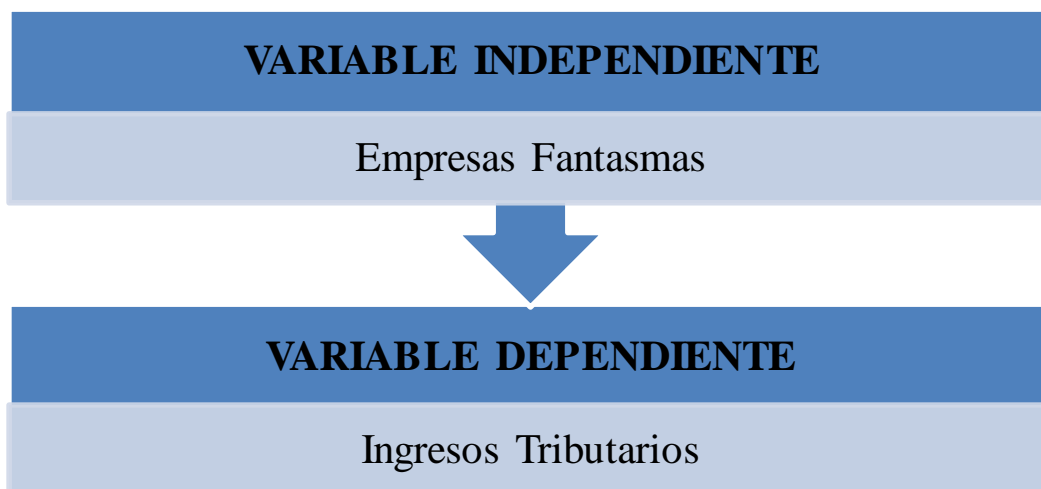 VARIABLE INDEPENDIENTE
Empresas Fantasmas
VARIABLE DEPENDIENTE
Ingresos Tributarios